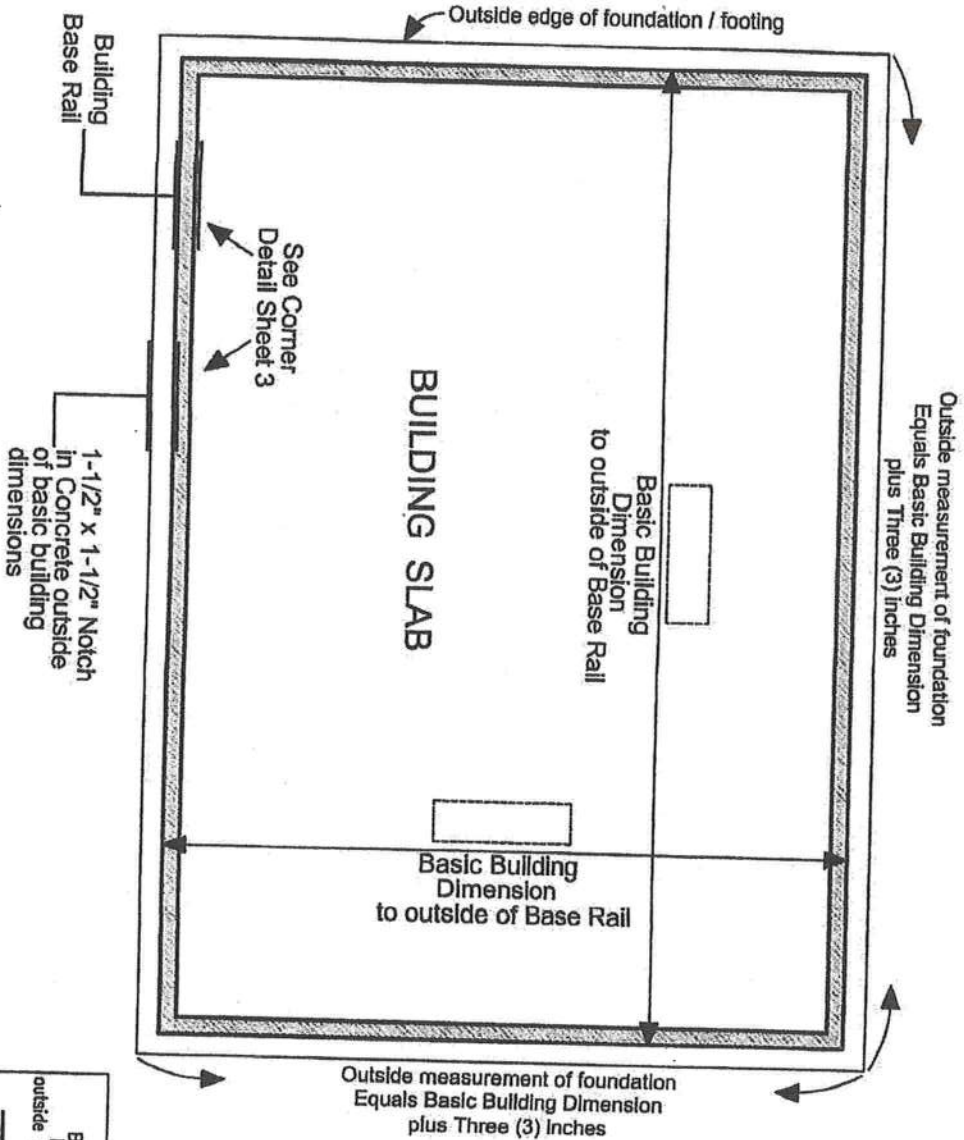 Outside edge of foundation / footing
Building
Base Rail
See Corner
Detail Sheet 3
1-1/2" x 1-1/2" Notch
in Concrete outside
of basic building
dimensions
BUILDING SLAB
Basic Building
Dimension
to outside of Base Rail
Outside measurement of foundation
Equals Basic Building Dimension
plus Three (3) inches
Basic Building
Dimension
to outside of Base Rail
Outside measurement of foundation
Equals Basic Building Dimension
plus Three (3) Inches
outside